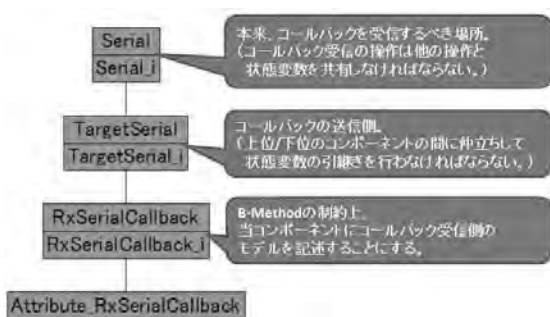 Serial
Serial_i
本来、コールバックを受信するべき場所。
(コールバック受信の操作は他の操作と
状態変数を共有しなければならない。)
TargetSerial
TargetSerial_i
コールバックの送信側。
(上位/下位のコンポーネントの間に仲立ちして
状態変数の引継ぎを行わなければならない。)
RxSerialCallback
RxSerialCallback_i
B-Methodの制約上、
当コンポーネントにコールバック受信側の
モデルを記述することにする。
Attribute_RxSerialCallback